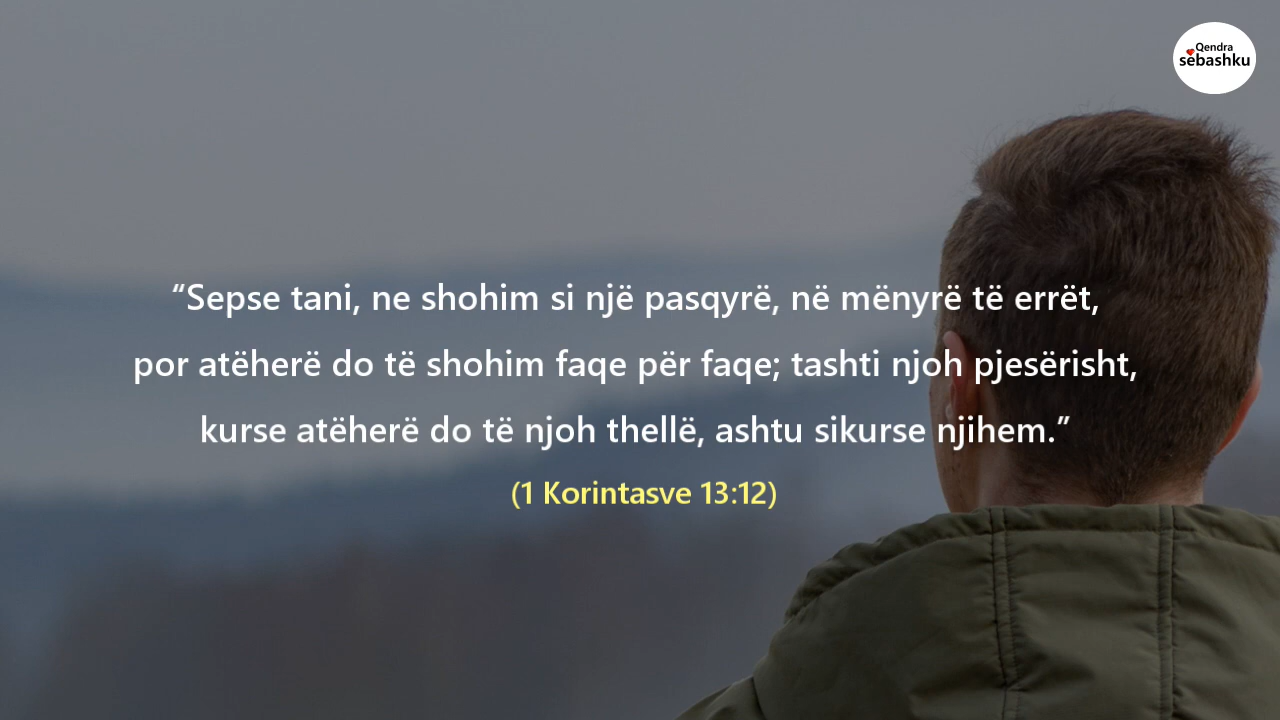 Qendra
sëbashku
“Sepse tani, ne shohim si një pasqyrë, në mënyrë të errët,
por atëherë do të shohim faqe për faqe; tashti njoh pjesërisht,
kurse atëherë do të njoh thellë, ashtu sikurse njihem.”
(1 Korintasve 13:12)